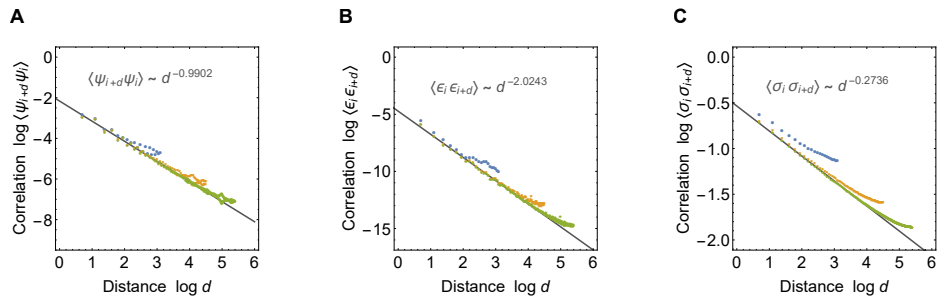 A
B
C
Correlation log ⟨ψi+d ψi⟩
0
−2
−4
−6
−8
⟨ψi+d ψi⟩ ~ d^−0.9902
0 1 2 3 4 5 6
Distance log d
Correlation log ⟨ϵi ϵi+d⟩
0
−5
−10
−15
⟨ϵi ϵi+d⟩ ~ d^−2.0243
0 1 2 3 4 5 6
Distance log d
Correlation log ⟨σi σi+d⟩
0
−0.5
−1.0
−1.5
−2.0
⟨σi σi+d⟩ ~ d^−0.2736
0 1 2 3 4 5 6
Distance log d